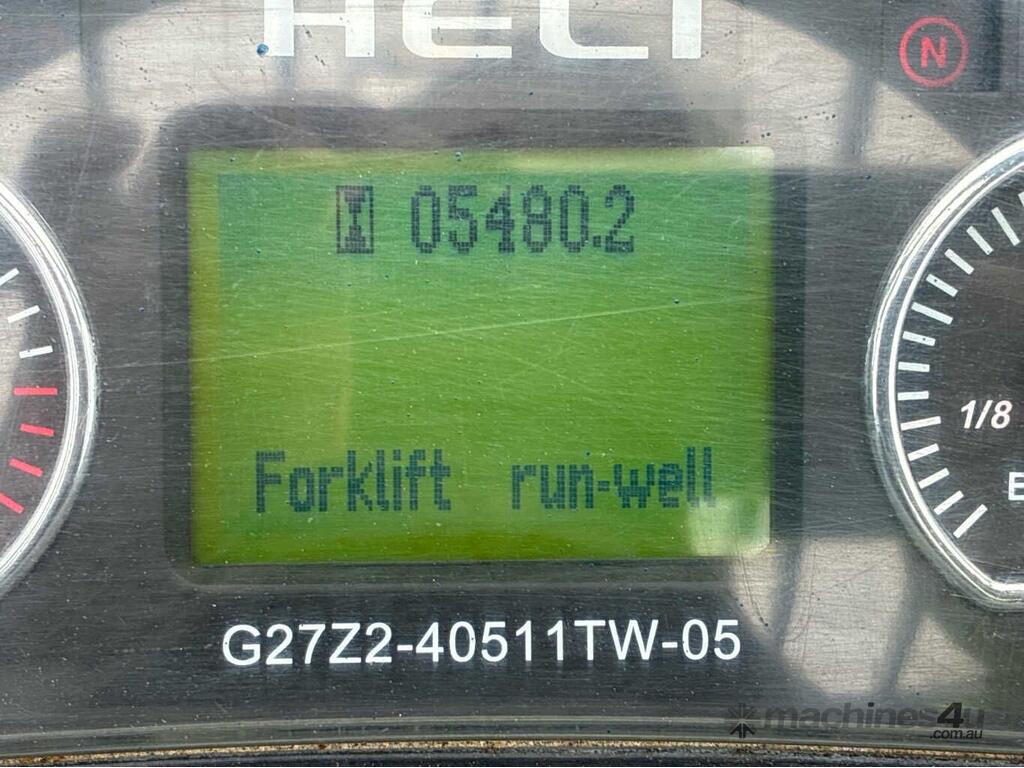 HELI
N
05480.2
1/8
E
Forklift run-well
G27Z2-40511TW-05
machines4u
.com.au